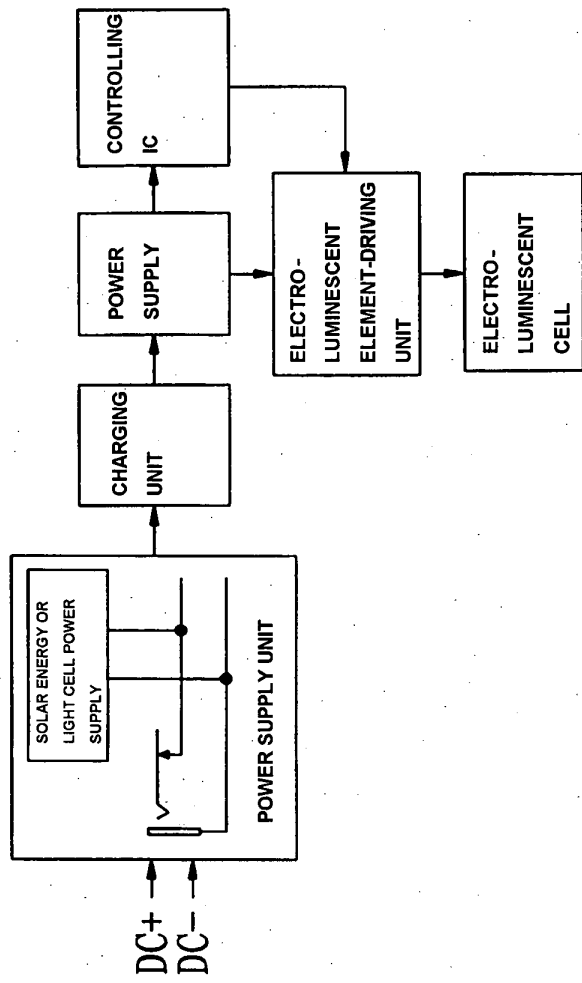 DC+
DC-
SOLAR ENERGY OR
LIGHT CELL POWER
SUPPLY
POWER SUPPLY UNIT
CHARGING
UNIT
POWER
SUPPLY
CONTROLLING
IC
ELECTRO-
LUMINESCENT
ELEMENT-DRIVING
UNIT
ELECTRO-
LUMINESCENT
CELL